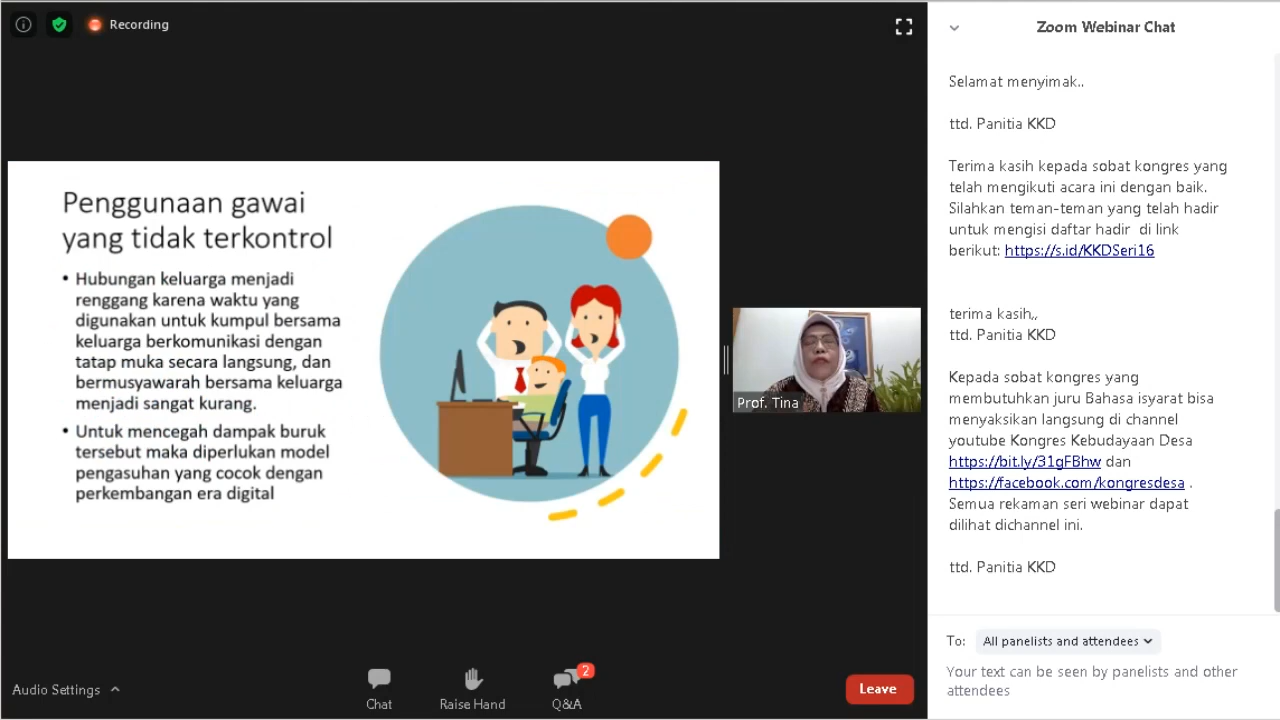 Recording
Penggunaan gawai
yang tidak terkontrol
• Hubungan keluarga menjadi
renggang karena waktu yang
digunakan untuk kumpul bersama
keluarga berkomunikasi dengan
tatap muka secara langsung, dan
bermusyawarah bersama keluarga
menjadi sangat kurang.
• Untuk mencegah dampak buruk
tersebut maka diperlukan model
pengasuhan yang cocok dengan
perkembangan era digital
Prof. Tina
Audio Settings
Chat
Raise Hand
2
Q&A
Leave
Zoom Webinar Chat
Selamat menyimak..
ttd. Panitia KKD
Terima kasih kepada sobat kongres yang
telah mengikuti acara ini dengan baik.
Silahkan teman-teman yang telah hadir
untuk mengisi daftar hadir di link
berikut: https://s.id/KKDSeri16
terima kasih,,
ttd. Panitia KKD
Kepada sobat kongres yang
membutuhkan juru Bahasa isyarat bisa
menyaksikan langsung di channel
youtube Kongres Kebudayaan Desa
https://bit.ly/31gFBhw dan
https://facebook.com/kongresdesa .
Semua rekaman seri webinar dapat
dilihat dichannel ini.
ttd. Panitia KKD
To: All panelists and attendees
Your text can be seen by panelists and other
attendees